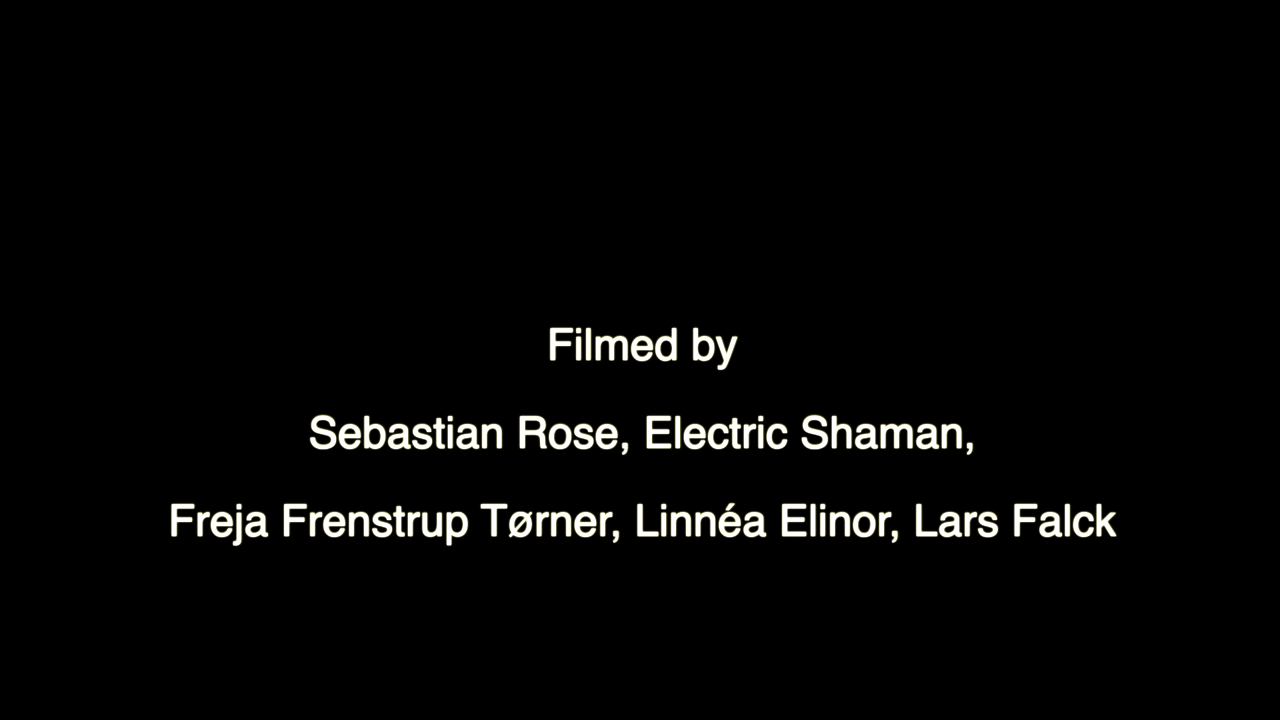 Filmed by
Sebastian Rose, Electric Shaman,
Freja Frenstrup Tørner, Linnéa Elinor, Lars Falck